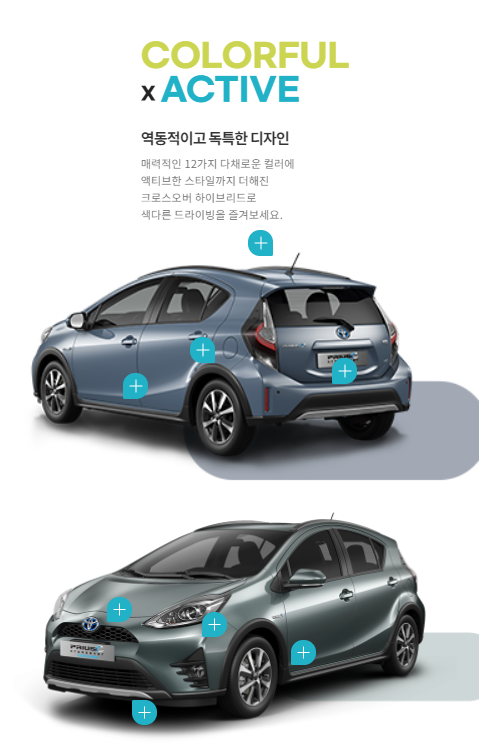 COLORFUL
x ACTIVE
역동적이고 독특한 디자인
매력적인 12가지 다채로운 컬러에
액티브한 스타일까지 더해진
크로스오버 하이브리드로
색다른 드라이빙을 즐겨보세요.
PRIUS C
PRIUS C